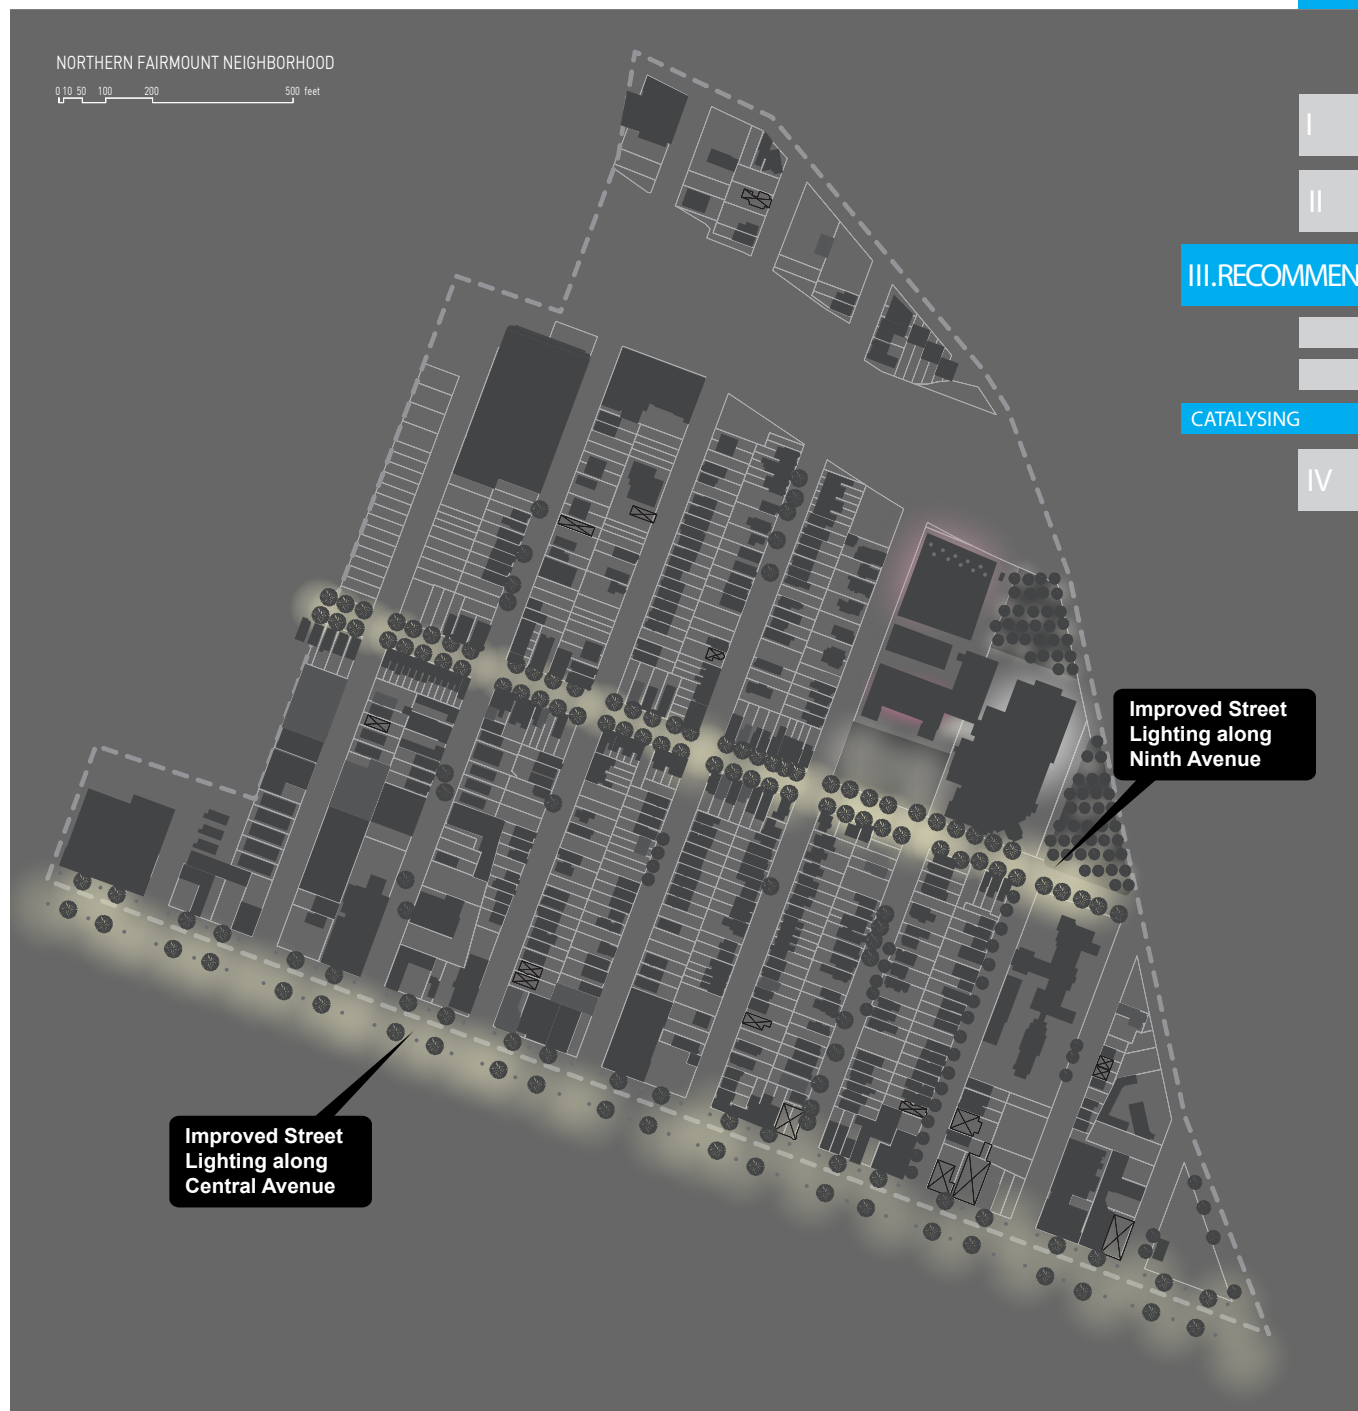 NORTHERN FAIRMOUNT NEIGHBORHOOD
0 10 50 100 200 500 feet
I
II
III.RECOMMEN
CATALYSING
IV
Improved Street
Lighting along
Ninth Avenue
Improved Street
Lighting along
Central Avenue